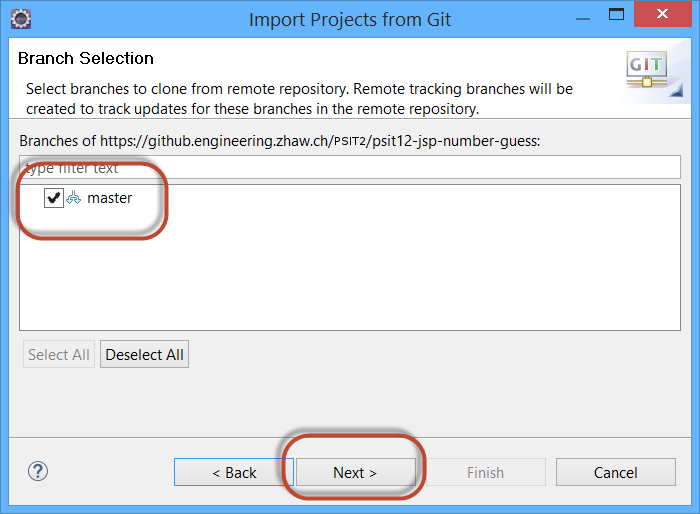 Import Projects from Git
Branch Selection
Select branches to clone from remote repository. Remote tracking branches will be
created to track updates for these branches in the remote repository.
GIT
Branches of https://github.engineering.zhaw.ch/PSIT2/psit12-jsp-number-guess:
type filter text
master
Select All
Deselect All
?
< Back
Next >
Finish
Cancel